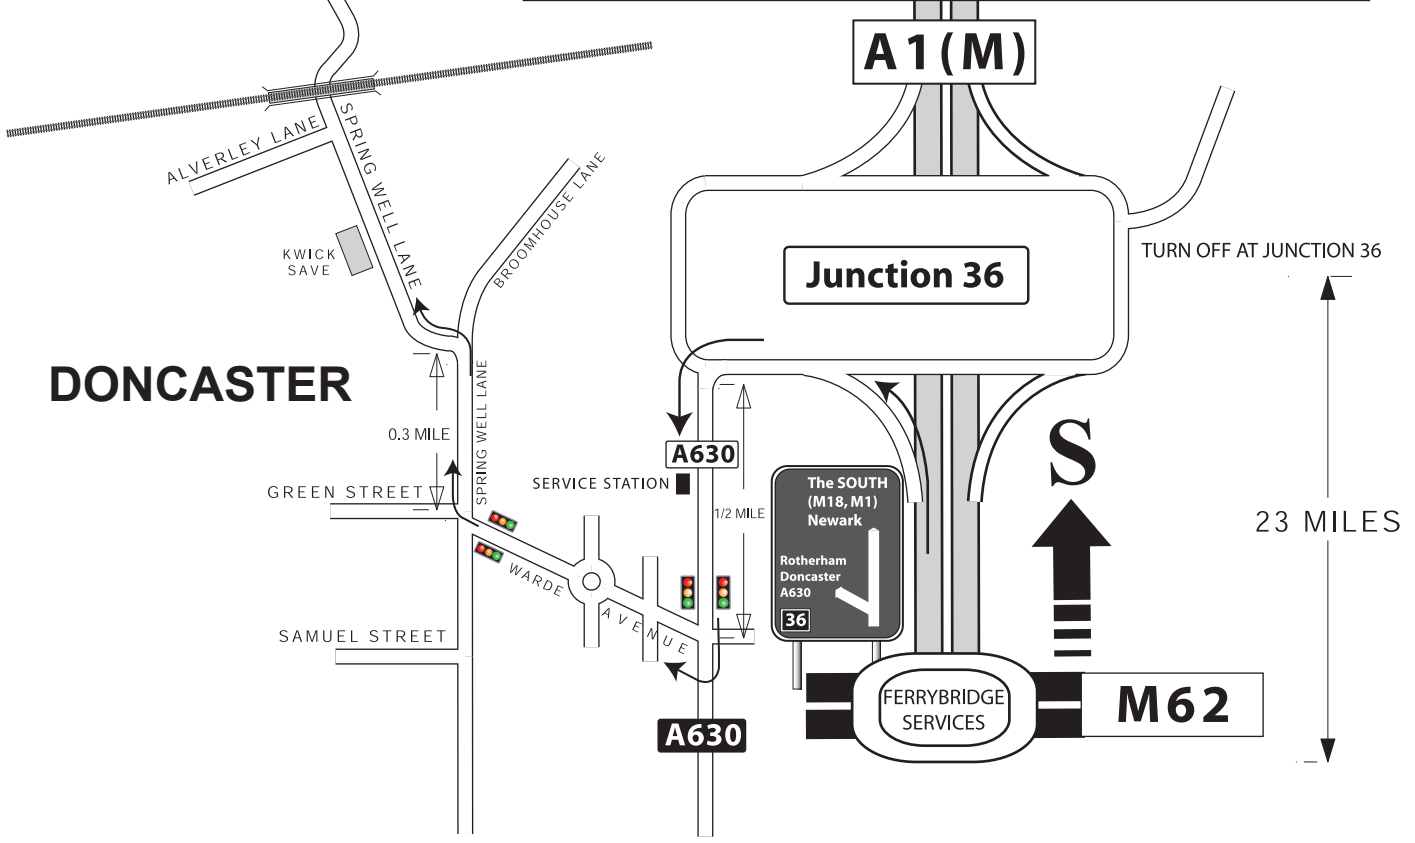 A1(M)
SPRING WELL LANE
ALVERLEY LANE
BROOMHOUSE LANE
KWICK
SAVE
Junction 36
TURN OFF AT JUNCTION 36
DONCASTER
0.3 MILE
SPRING WELL LANE
GREEN STREET
A630
SERVICE STATION
1/2 MILE
The SOUTH
(M18, M1)
Newark
Rotherham
Doncaster
A630
36
S
23 MILES
WARDE AVENUE
SAMUEL STREET
A630
FERRYBRIDGE
SERVICES
M62